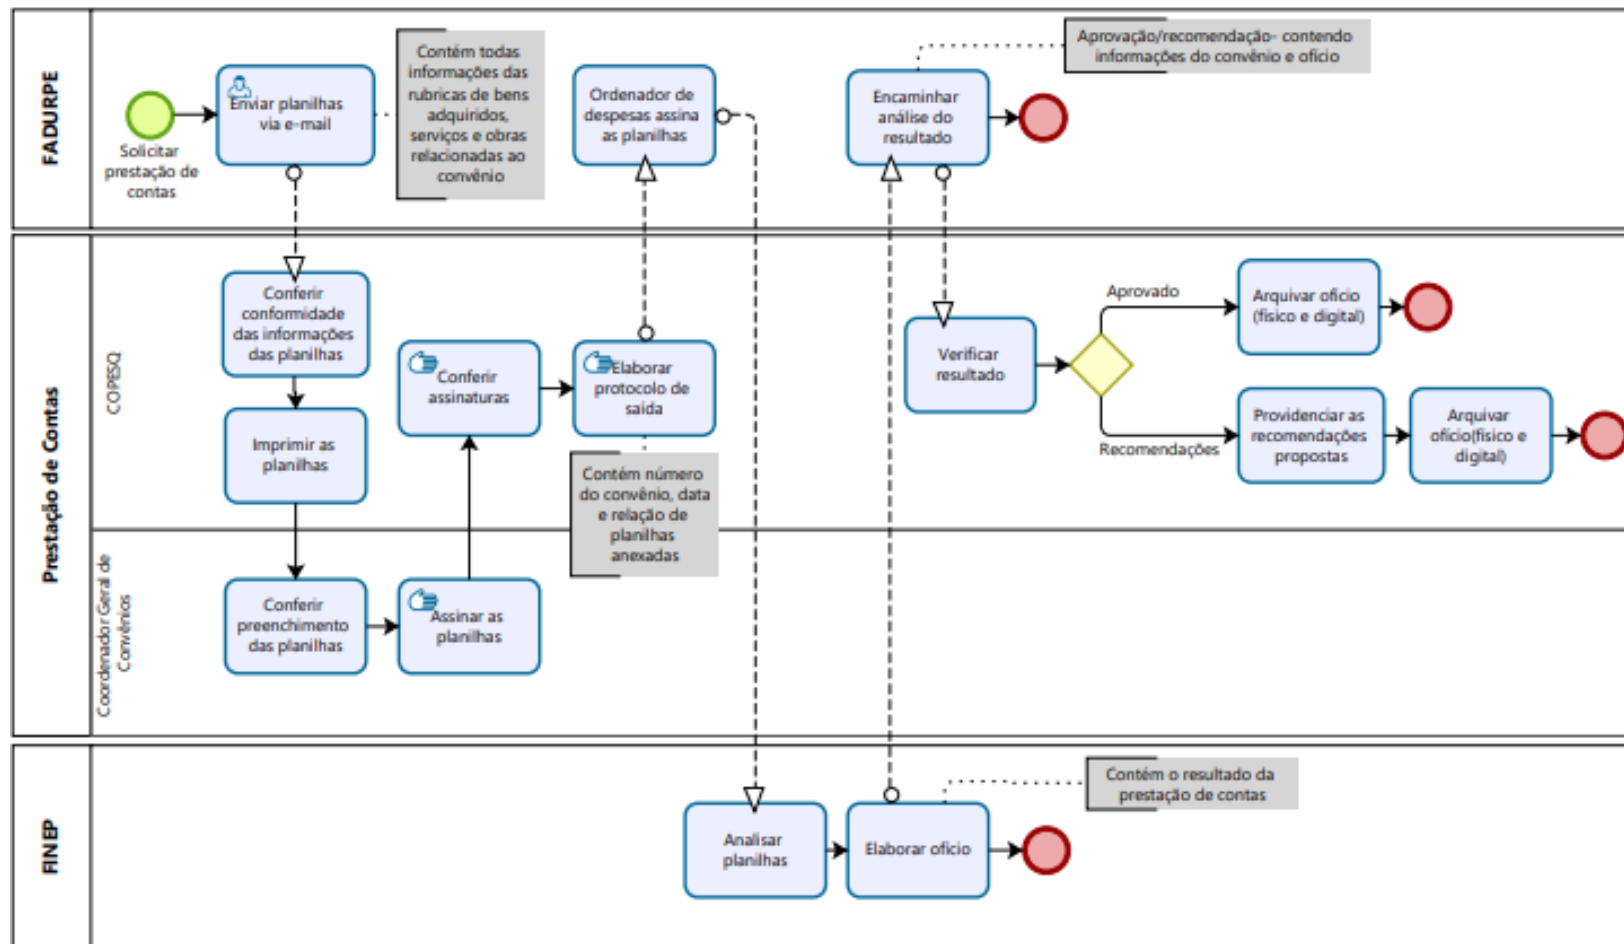 FADURPE
Solicitar
prestação de
contas
Enviar planilhas
via e-mail
Contém todas
informações das
rubricas de bens
adquiridos,
serviços e obras
relacionadas ao
convênio
Ordenador de
despesas assina
as planilhas
Encaminhar
análise do
resultado
Aprovação/recomendação- contendo
informações do convênio e ofício
Prestação de Contas
COPESQ
Conferir
conformidade
das informações
das planilhas
Imprimir as
planilhas
Conferir
assinaturas
Elaborar
protocolo de
saída
Contém número
do convênio, data
e relação de
planilhas
anexadas
Verificar
resultado
Aprovado
Arquivar ofício
(físico e digital)
Recomendações
Providenciar as
recomendações
propostas
Arquivar
ofício(físico e
digital)
Coordenador Geral de
Convênios
Conferir
preenchimento
das planilhas
Assinar as
planilhas
FINEP
Analisar
planilhas
Elaborar ofício
Contém o resultado da
prestação de contas